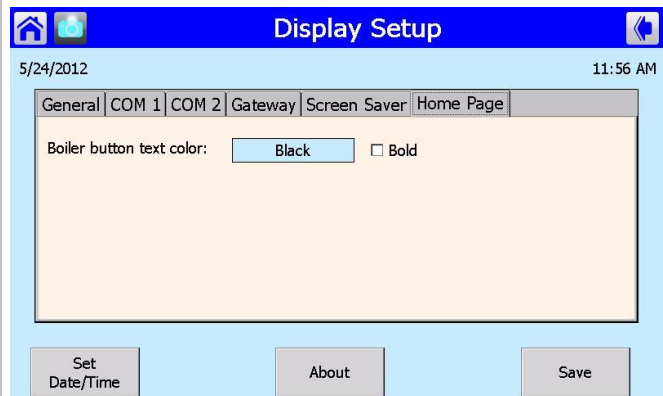 Display Setup
5/24/2012 11:56 AM
General COM 1 COM 2 Gateway Screen Saver Home Page
Boiler button text color: Black Bold
Set
Date/Time
About
Save